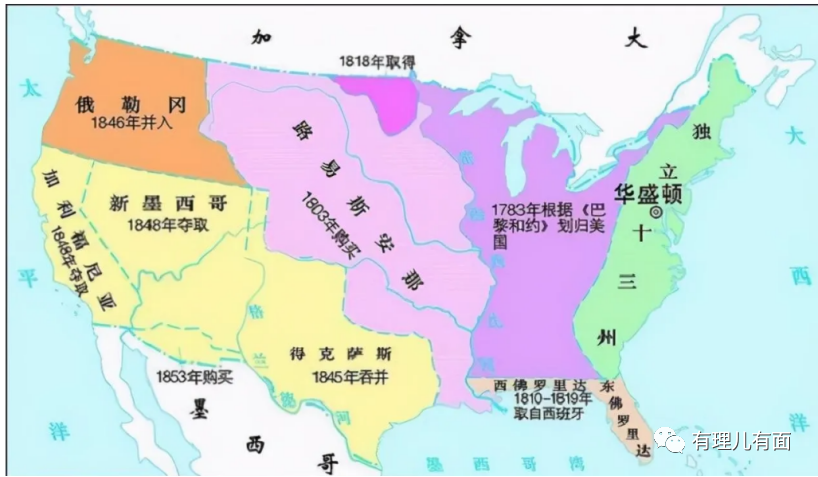 加拿大
1818年取得
太平洋
俄勒冈
1846年并入
路易斯安那
1803年购买
独立十三州
大西洋
华盛顿
加利福尼亚
1848年夺取
新墨西哥
1848年夺取
1783年根据《巴
黎和约》划归美
国
格兰德河
得克萨斯
1845年吞并
1853年购买
墨西哥
西佛罗里达
东佛罗里达
1810-1819年
取自西班牙
墨西哥湾
有理儿有面